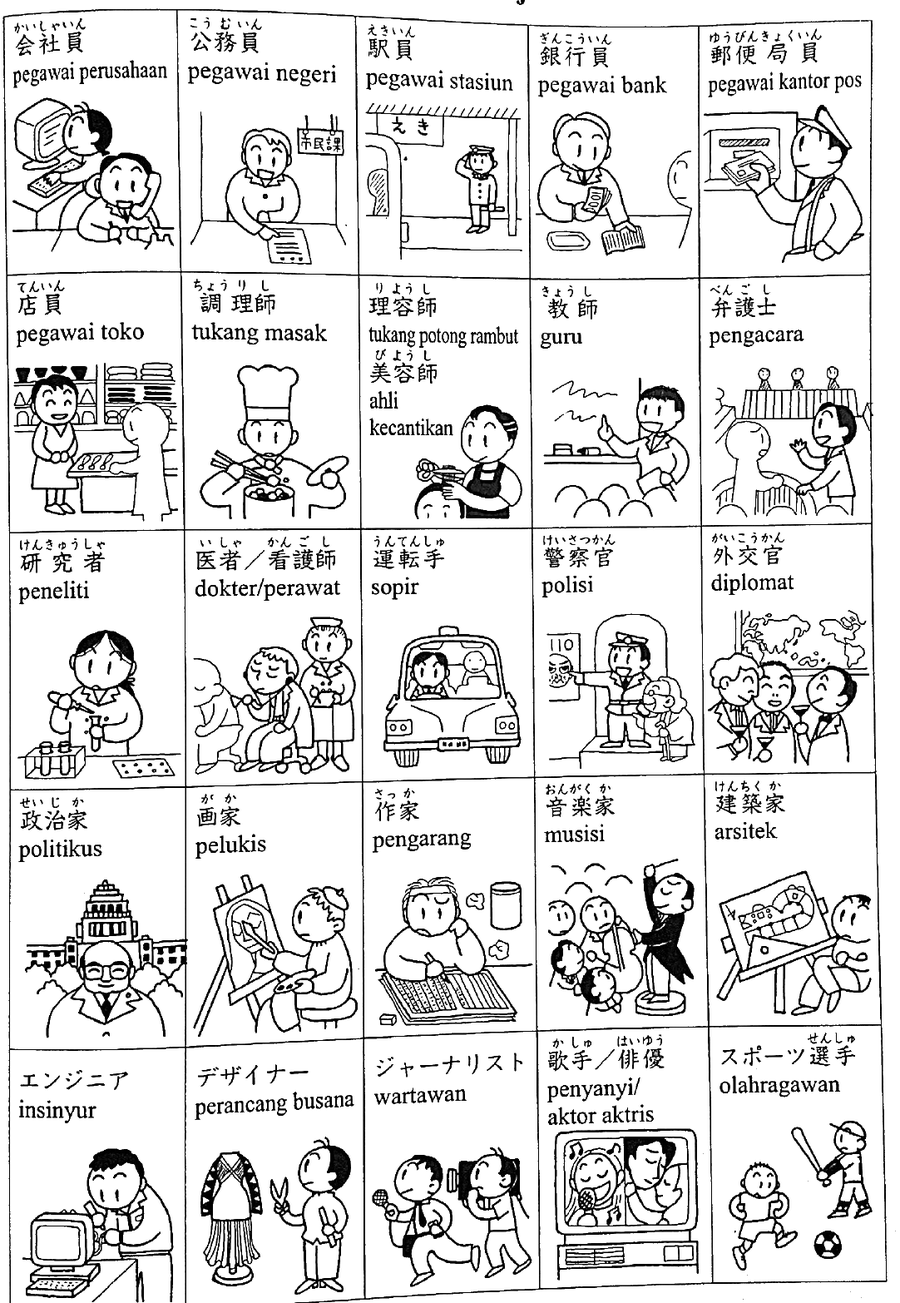 かいしゃいん
会社員
pegawai perusahaan
こうむいん
公務員
pegawai negeri
市民課
えきいん
駅員
pegawai stasiun
えき
ぎんこういん
銀行員
pegawai bank
ゆうびんきょくいん
郵便局員
pegawai kantor pos
てんいん
店員
pegawai toko
ちょうりし
調理師
tukang masak
りようし
理容師
tukang potong rambut
びようし
美容師
ahli
kecantikan
きょうし
教師
guru
べんごし
弁護士
pengacara
けんきゅうしゃ
研究者
peneliti
いしゃ かんごし
医者／看護師
dokter/perawat
うんてんしゅ
運転手
sopir
けいさつかん
警察官
polisi
110
がいこうかん
外交官
diplomat
せいじか
政治家
politikus
がか
画家
pelukis
さっか
作家
pengarang
おんがくか
音楽家
musisi
けんちくか
建築家
arsitek
エンジニア
insinyur
デザイナー
perancang busana
ジャーナリスト
wartawan
かしゅ はいゆう
歌手／俳優
penyanyi/
aktor aktris
せんしゅ
スポーツ選手
olahragawan